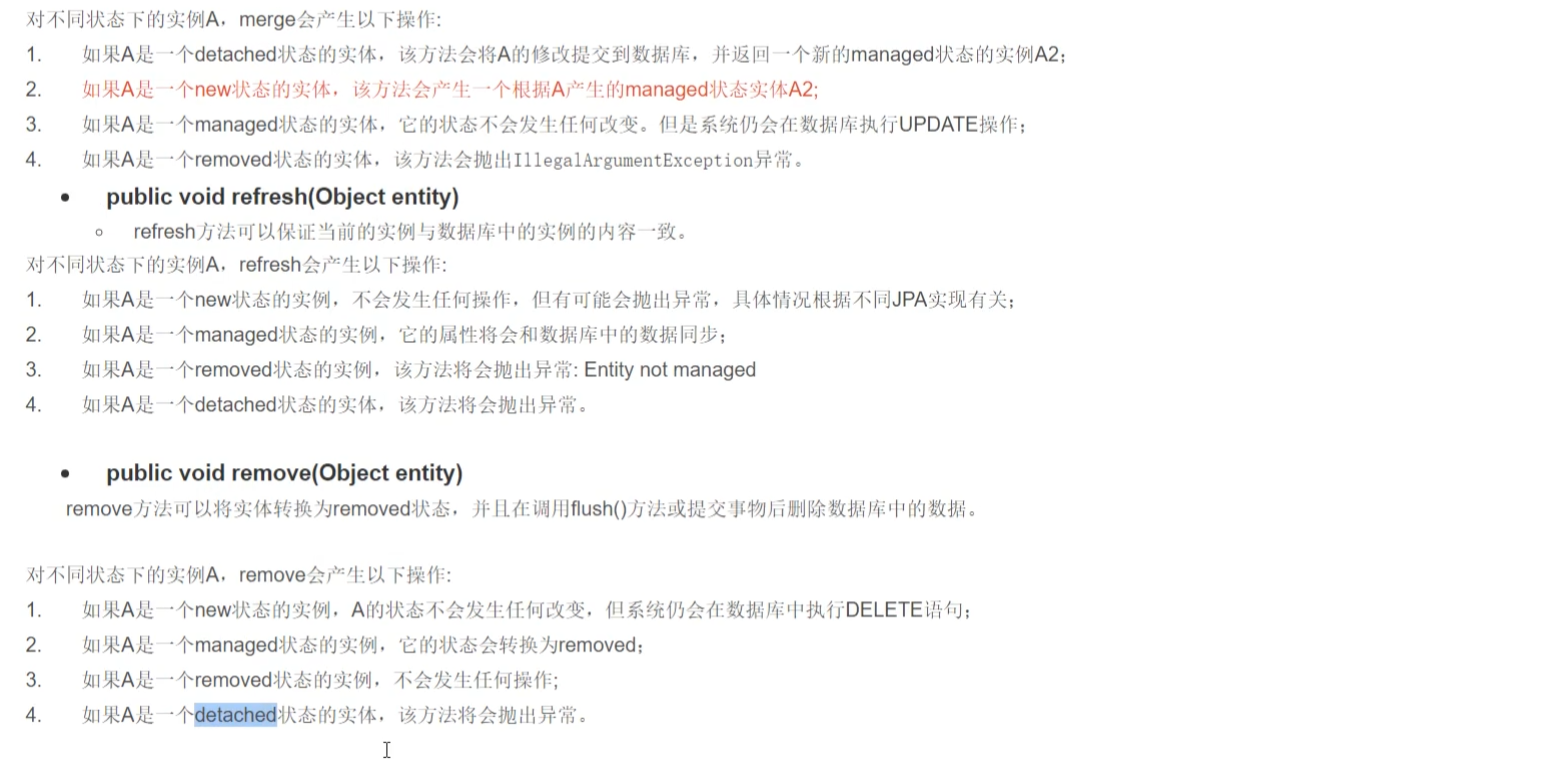 对不同状态下的实例A，merge会产生以下操作:
1. 如果A是一个detached状态的实体，该方法会将A的修改提交到数据库，并返回一个新的managed状态的实例A2；
2. 如果A是一个new状态的实体，该方法会产生一个根据A产生的managed状态实体A2;
3. 如果A是一个managed状态的实体，它的状态不会发生任何改变。但是系统仍会在数据库执行UPDATE操作；
4. 如果A是一个removed状态的实体，该方法会抛出IllegalArgumentException异常。
• public void refresh(Object entity)
○ refresh方法可以保证当前的实例与数据库中的实例的内容一致。
对不同状态下的实例A，refresh会产生以下操作:
1. 如果A是一个new状态的实例，不会发生任何操作，但有可能会抛出异常，具体情况根据不同JPA实现有关；
2. 如果A是一个managed状态的实例，它的属性将会和数据库中的数据同步；
3. 如果A是一个removed状态的实例，该方法将会抛出异常: Entity not managed
4. 如果A是一个detached状态的实体，该方法将会抛出异常。
• public void remove(Object entity)
remove方法可以将实体转换为removed状态，并且在调用flush()方法或提交事物后删除数据库中的数据。
对不同状态下的实例A，remove会产生以下操作:
1. 如果A是一个new状态的实例，A的状态不会发生任何改变，但系统仍会在数据库中执行DELETE语句；
2. 如果A是一个managed状态的实例，它的状态会转换为removed；
3. 如果A是一个removed状态的实例，不会发生任何操作;
4. 如果A是一个detached状态的实体，该方法将会抛出异常。